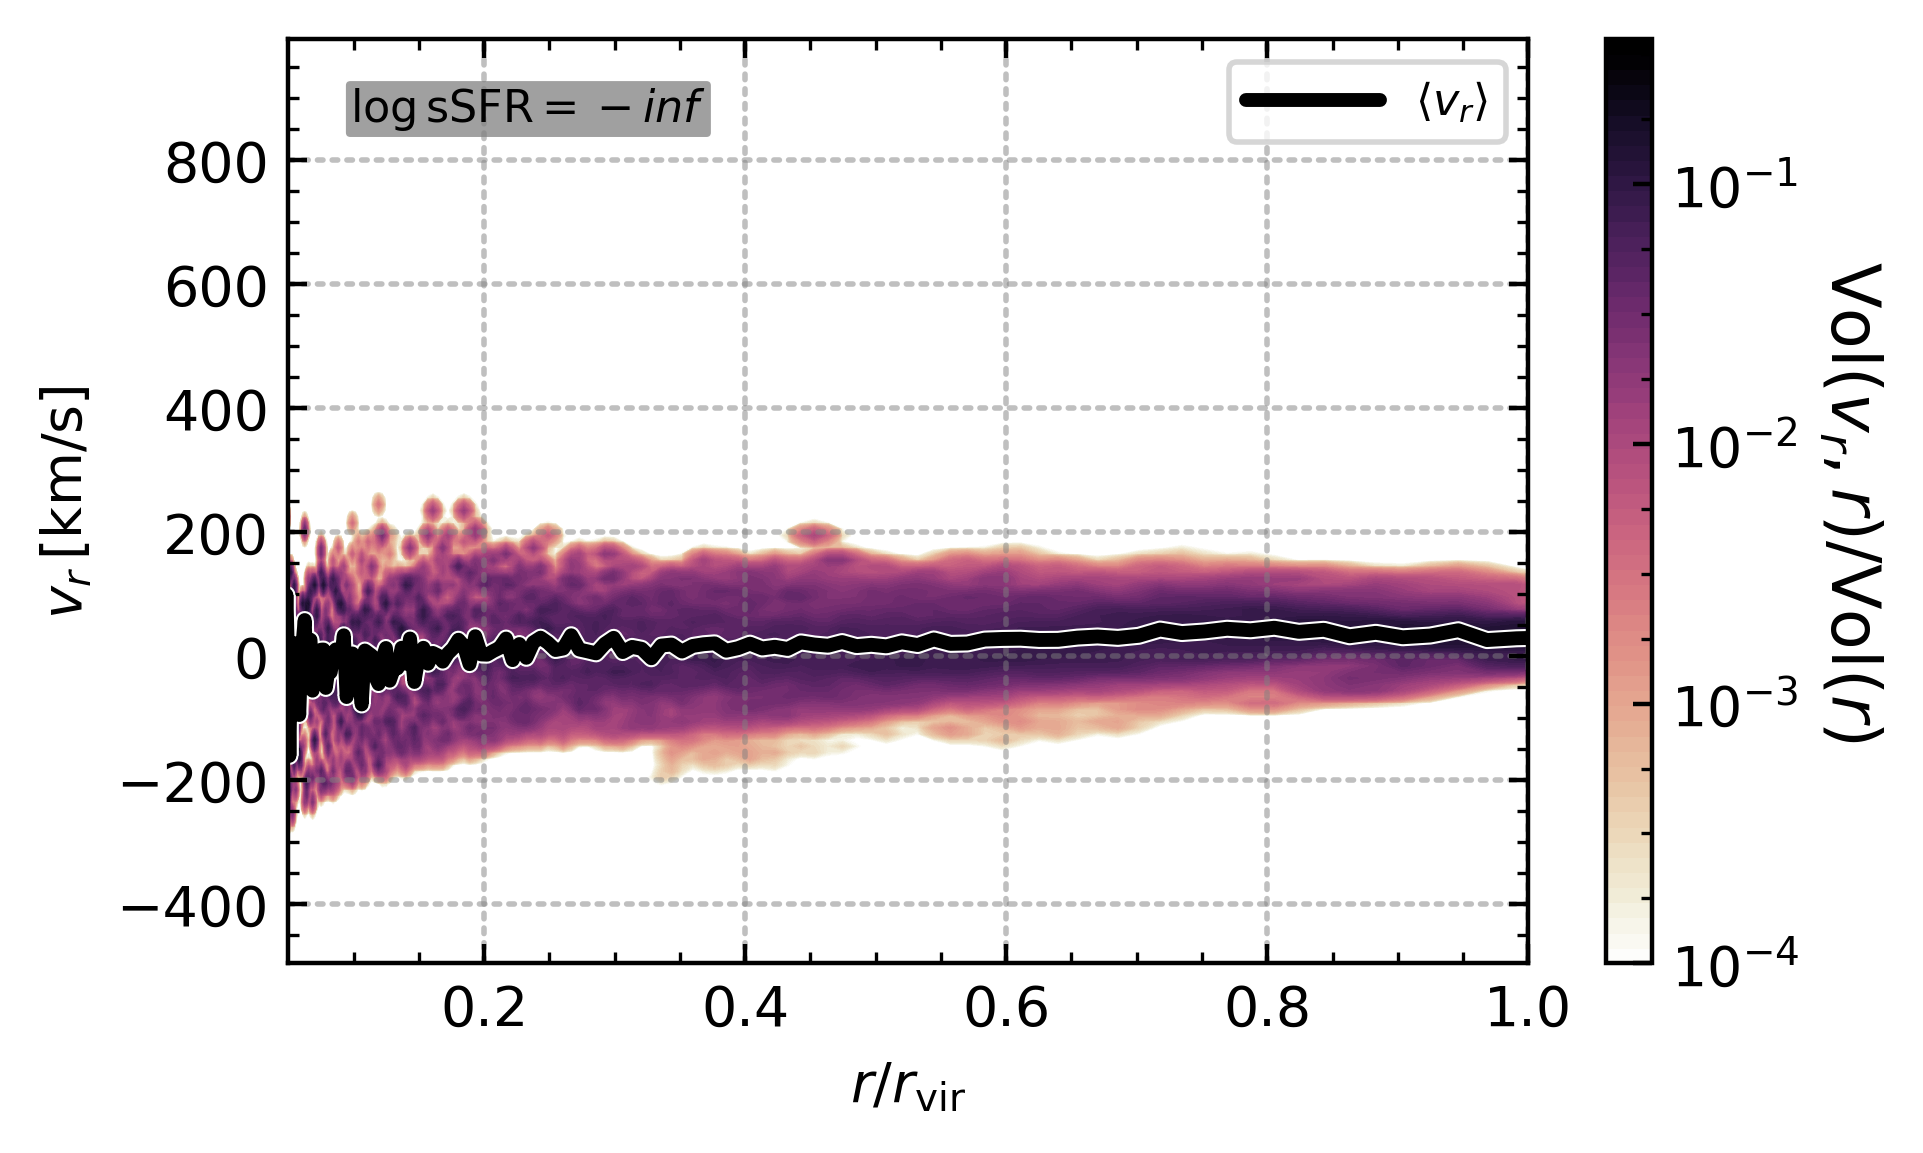 log sSFR = −inf
⟨v_r⟩
800
600
400
200
0
−200
−400
v_r [km/s]
0.2 0.4 0.6 0.8 1.0
r/r_vir
10^{−1}
10^{−2}
10^{−3}
10^{−4}
Vol(v_r, r)/Vol(r)